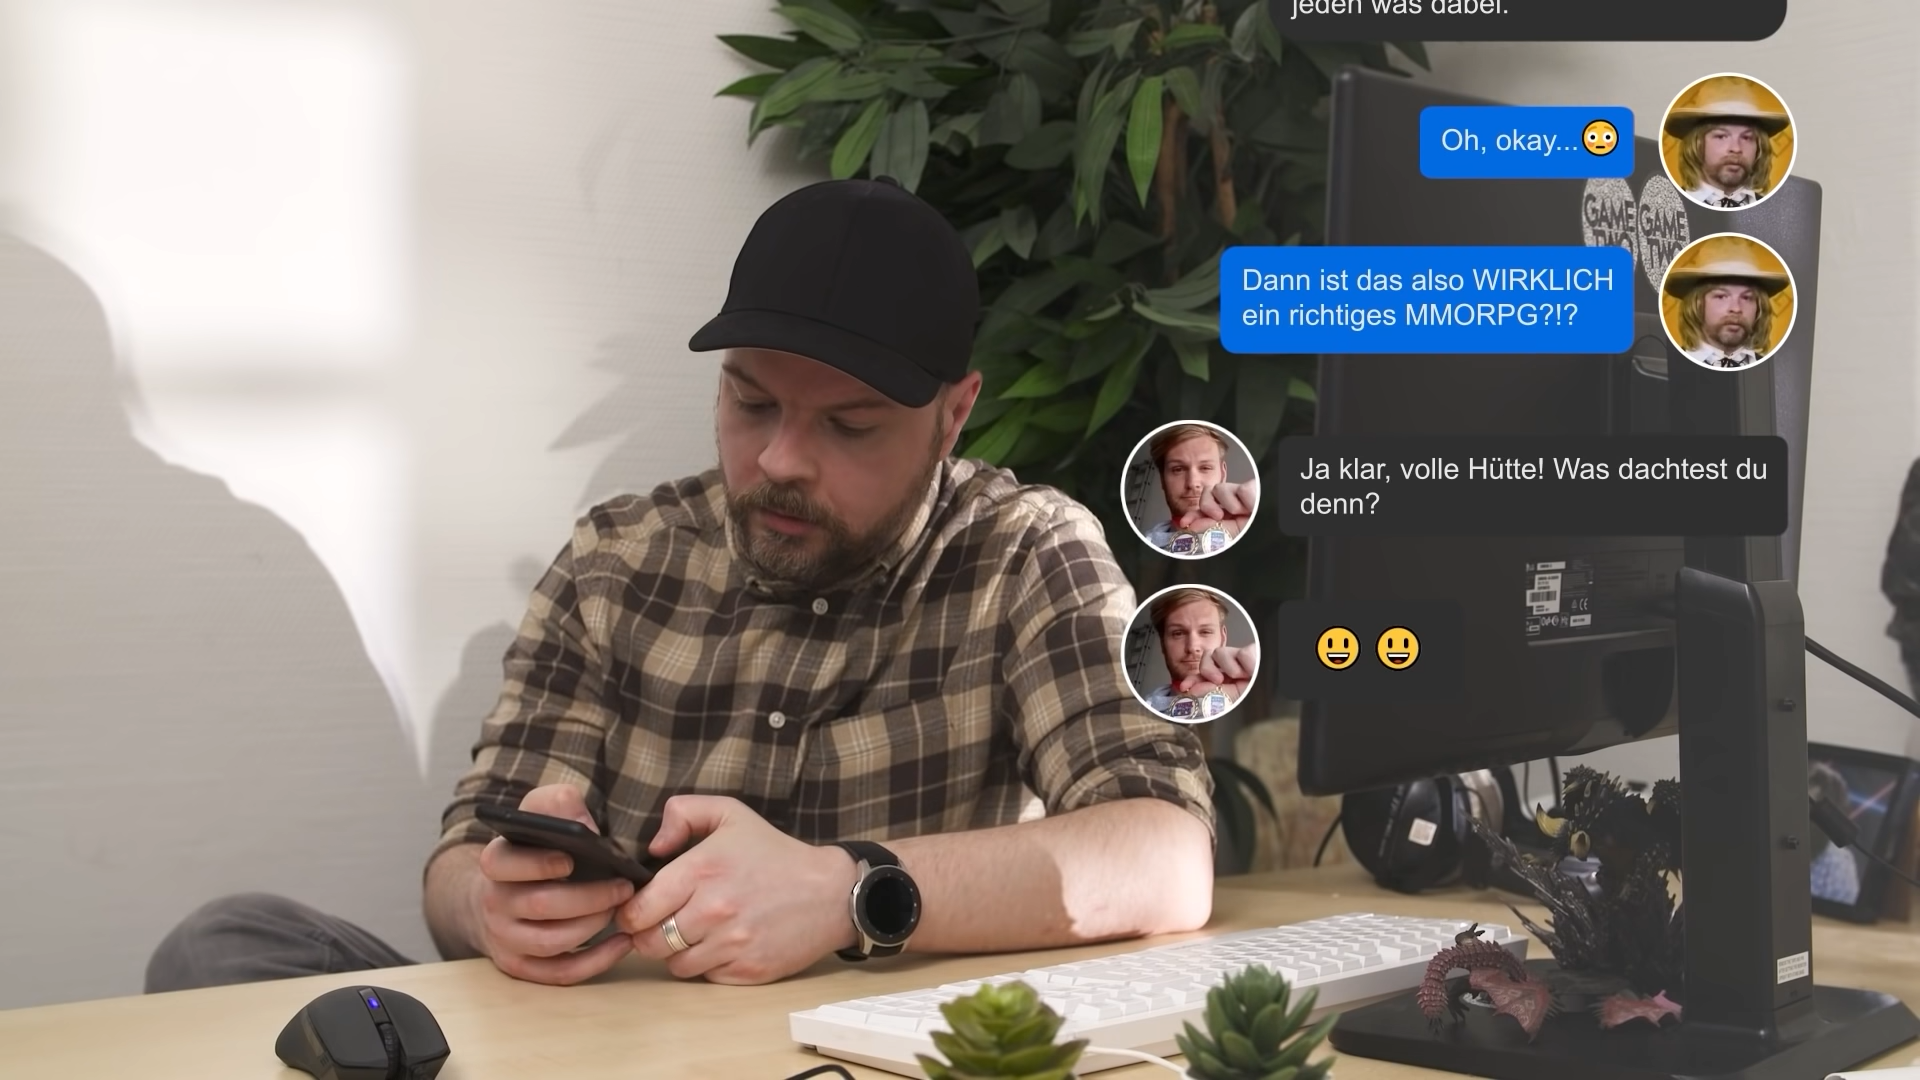 jeden was dabei.
Oh, okay...😳
GAME
TWO
GAME
TWO
Dann ist das also WIRKLICH
ein richtiges MMORPG?!?
Ja klar, volle Hütte! Was dachtest du
denn?
😃 😃